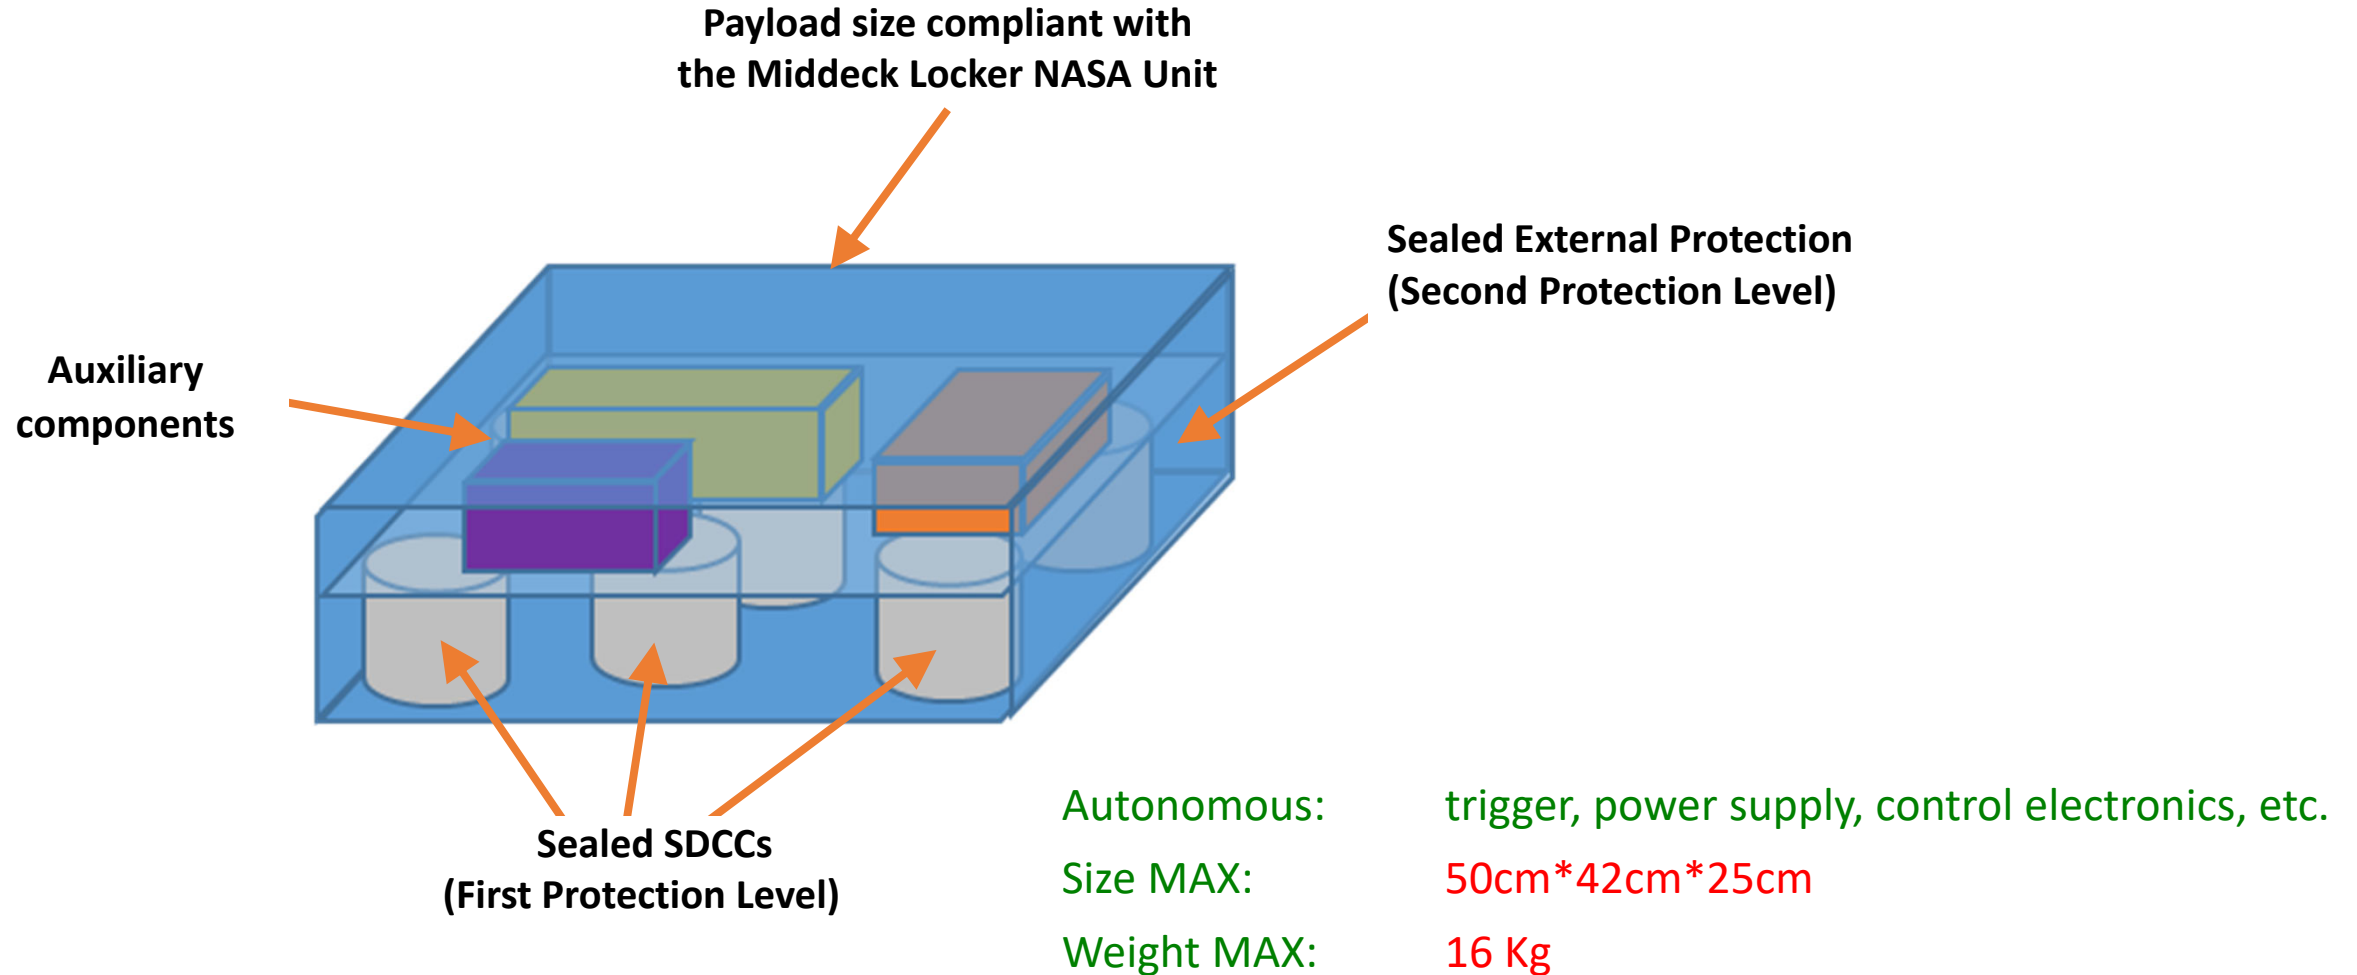 Payload size compliant with
the Middeck Locker NASA Unit
Sealed External Protection
(Second Protection Level)
Auxiliary
components
Sealed SDCCs
(First Protection Level)
Autonomous: trigger, power supply, control electronics, etc.
Size MAX: 50cm*42cm*25cm
Weight MAX: 16 Kg